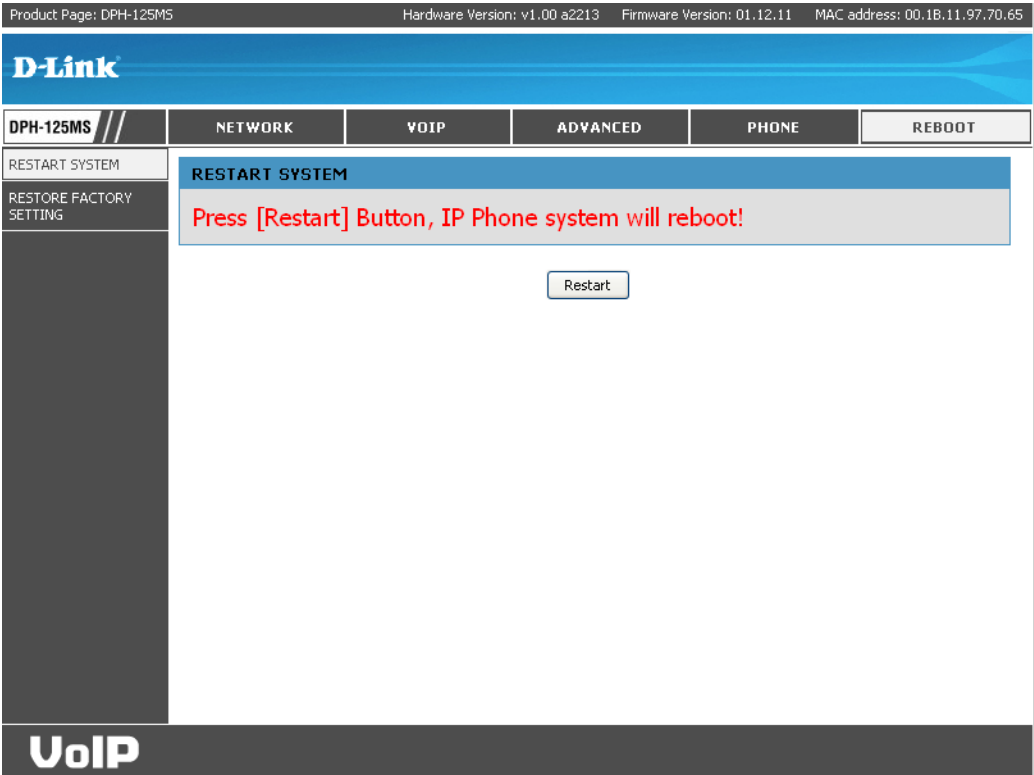 Product Page: DPH-125MS Hardware Version: v1.00 a2213 Firmware Version: 01.12.11 MAC address: 00.1B.11.97.70.65
D-Link
DPH-125MS /// NETWORK VOIP ADVANCED PHONE REBOOT
RESTART SYSTEM
RESTORE FACTORY
SETTING
RESTART SYSTEM
Press [Restart] Button, IP Phone system will reboot!
Restart
VoIP